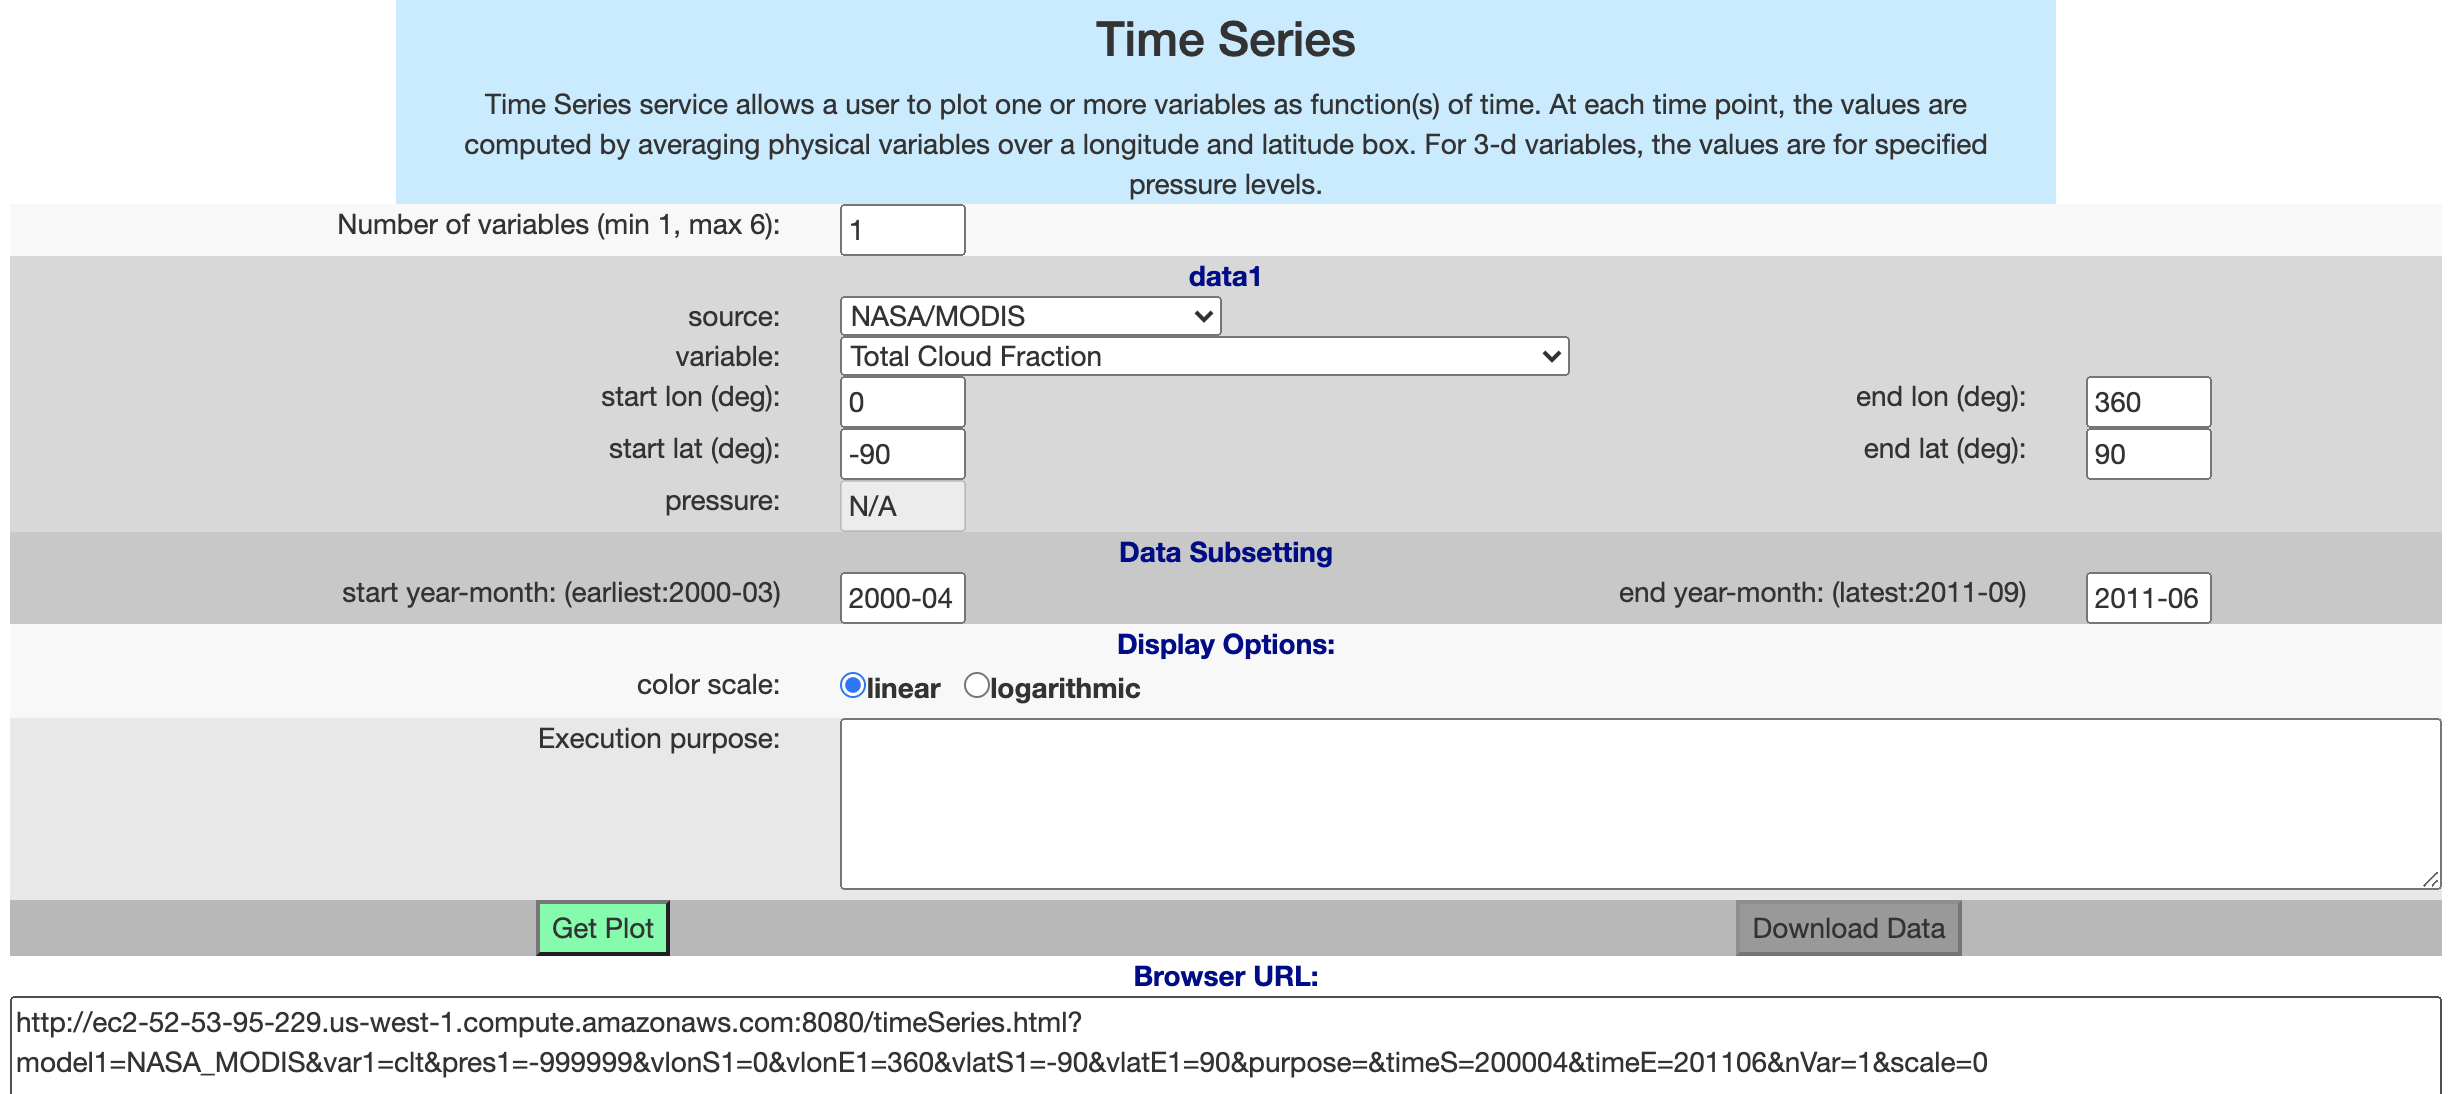 Time Series
Time Series service allows a user to plot one or more variables as function(s) of time. At each time point, the values are
computed by averaging physical variables over a longitude and latitude box. For 3-d variables, the values are for specified
pressure levels.
Number of variables (min 1, max 6): 1
data1
source: NASA/MODIS
variable: Total Cloud Fraction
start lon (deg): 0 end lon (deg): 360
start lat (deg): -90 end lat (deg): 90
pressure: N/A
Data Subsetting
start year-month: (earliest:2000-03) 2000-04 end year-month: (latest:2011-09) 2011-06
Display Options:
color scale: linear logarithmic
Execution purpose:
Get Plot Download Data
Browser URL:
http://ec2-52-53-95-229.us-west-1.compute.amazonaws.com:8080/timeSeries.html?
model1=NASA_MODIS&var1=clt&pres1=-999999&vlonS1=0&vlonE1=360&vlatS1=-90&vlatE1=90&purpose=&timeS=200004&timeE=201106&nVar=1&scale=0